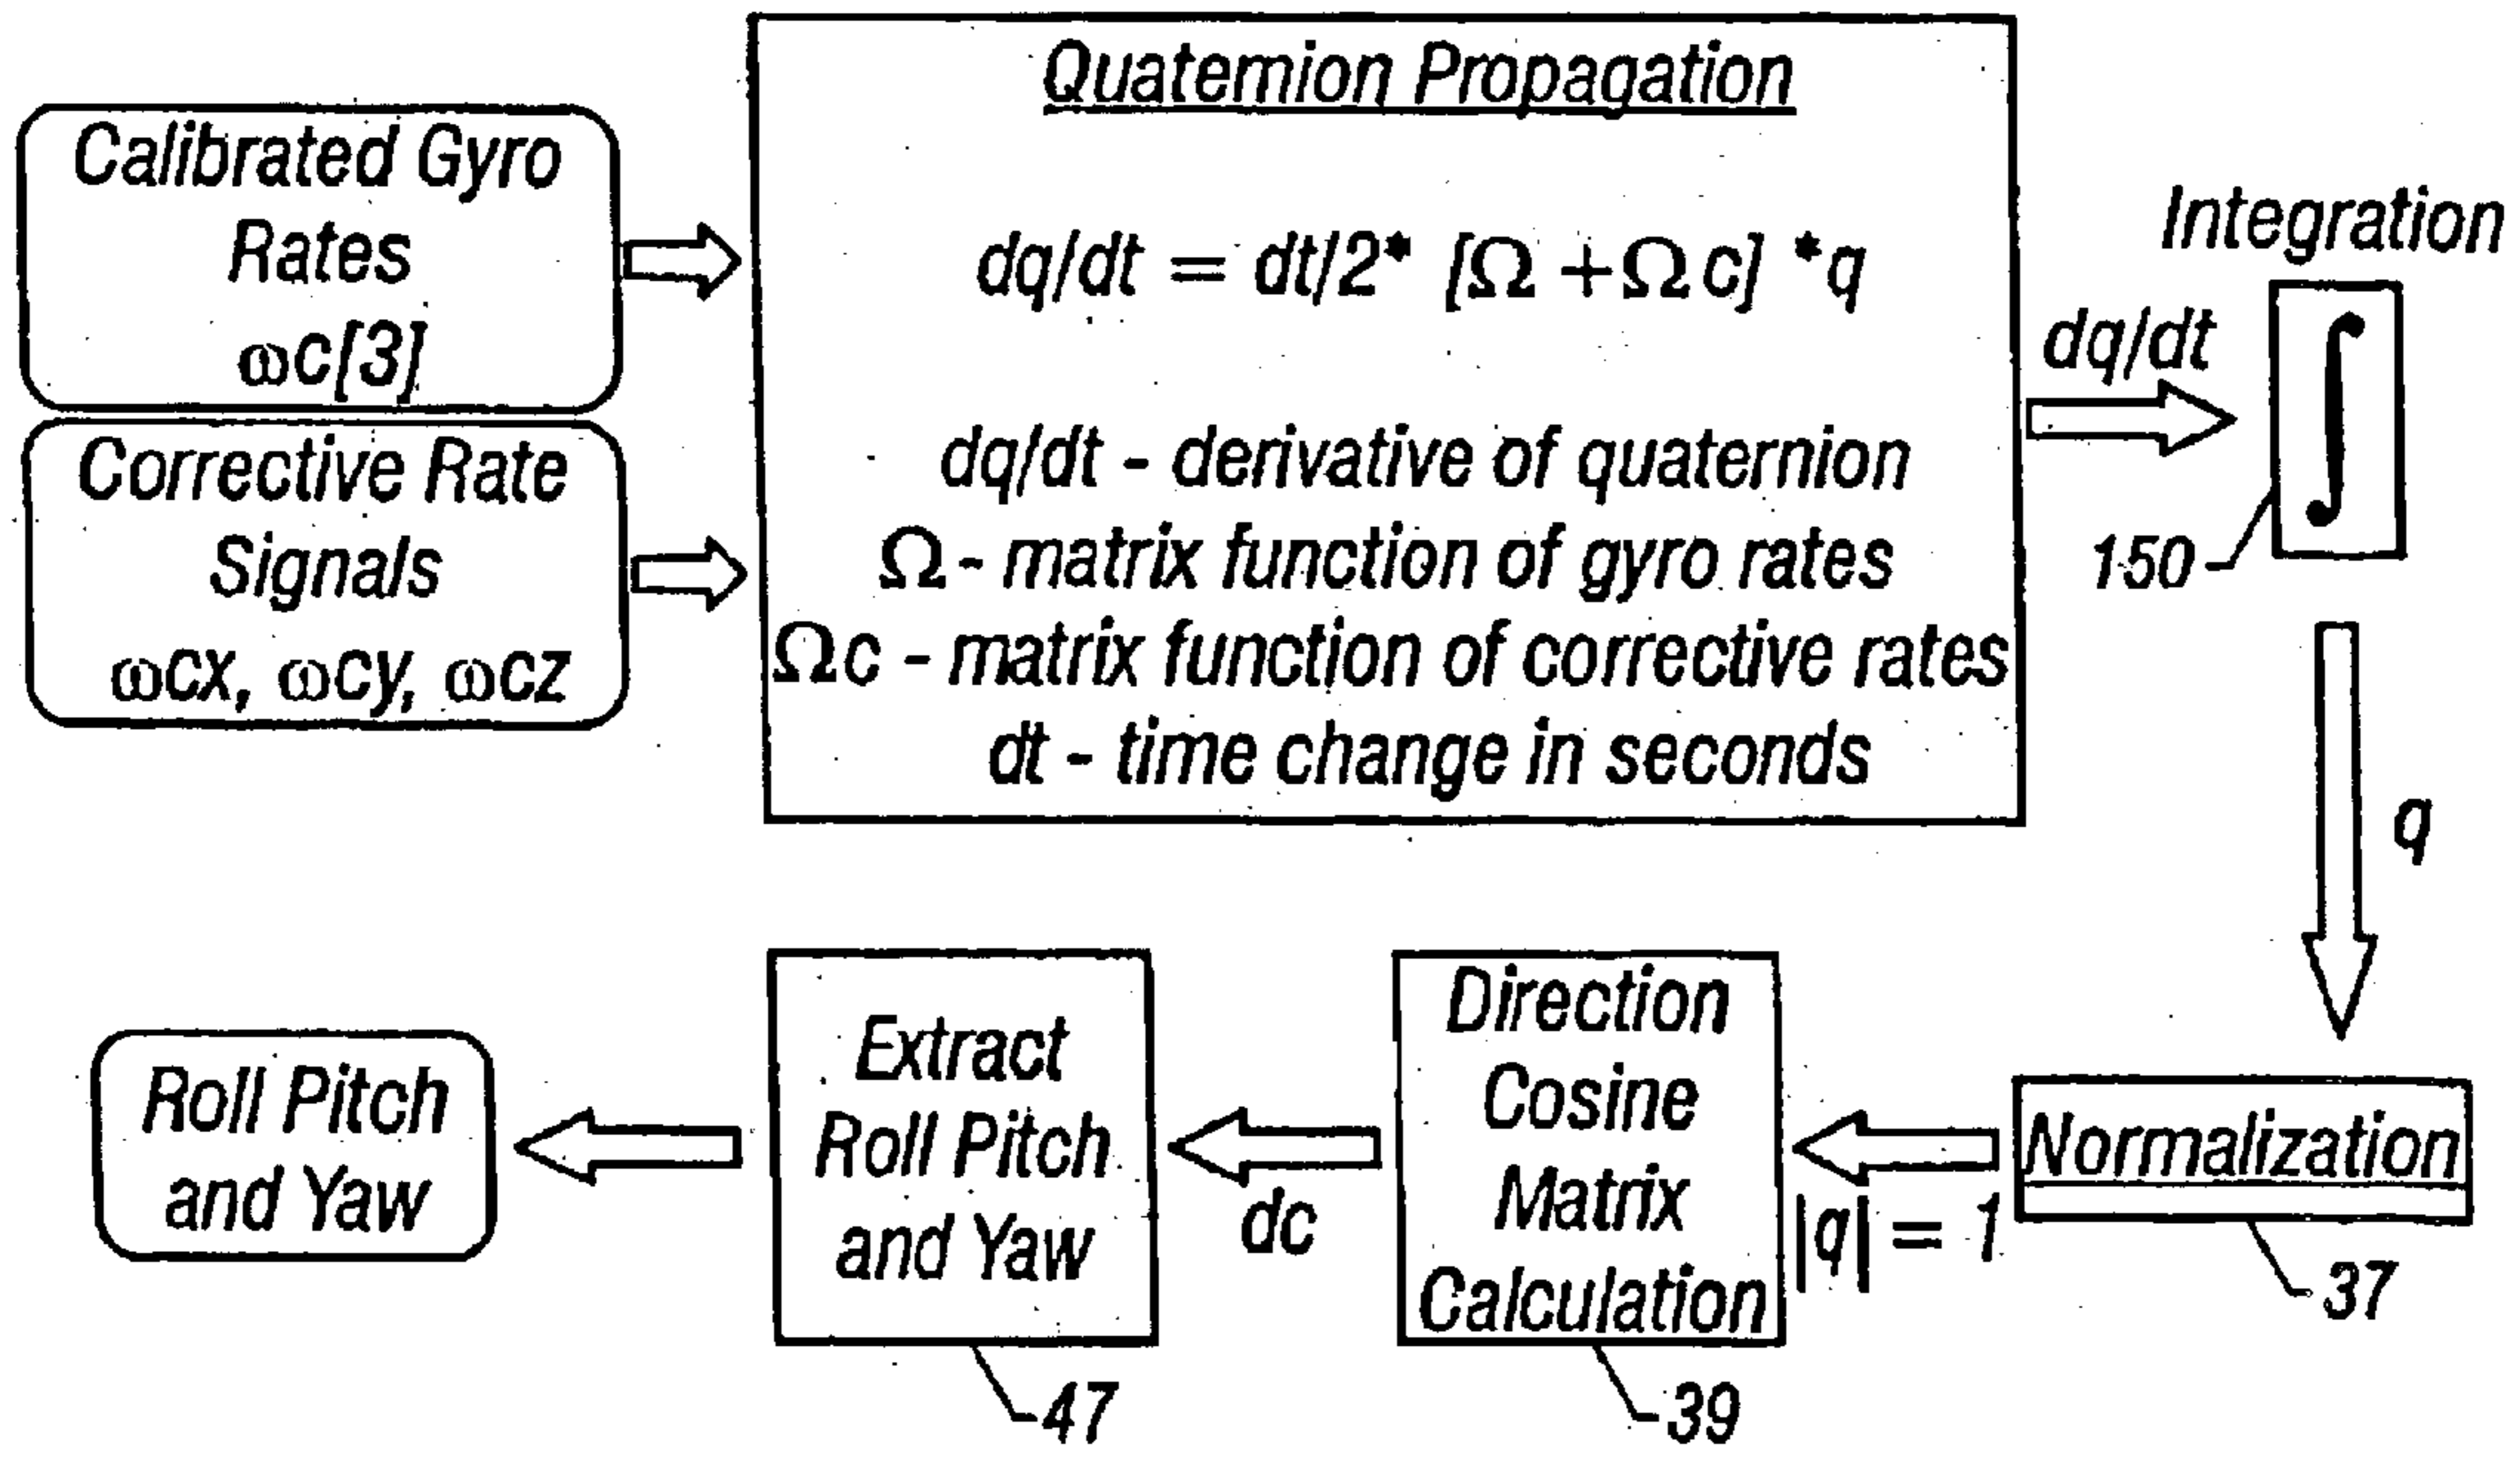 Quatemion Propagation
Calibrated Gyro
Rates
ωc[3]
Corrective Rate
Signals
ωcx, ωcy, ωcz
dq/dt = dt/2* [Ω +Ωc] *q
dq/dt - derivative of quaternion
Ω - matrix function of gyro rates
Ωc - matrix function of corrective rates
dt - time change in seconds
dq/dt
Integration
∫
150
q
Normalization
37
|q| = 1
Direction
Cosine
Matrix
Calculation
39
dc
Extract
Roll Pitch
and Yaw
47
Roll Pitch
and Yaw